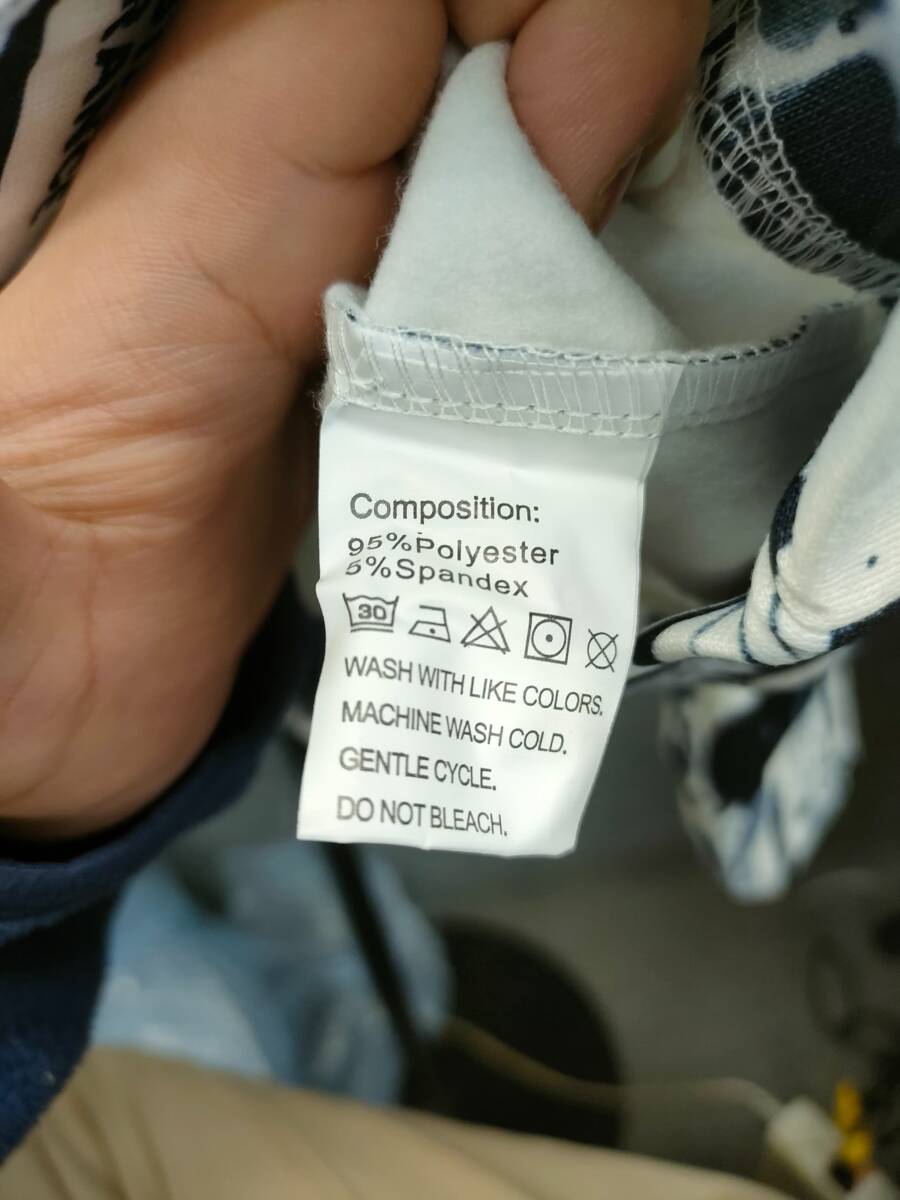 Composition:
95%Polyester
5%Spandex
30
WASH WITH LIKE COLORS.
MACHINE WASH COLD.
GENTLE CYCLE.
DO NOT BLEACH.